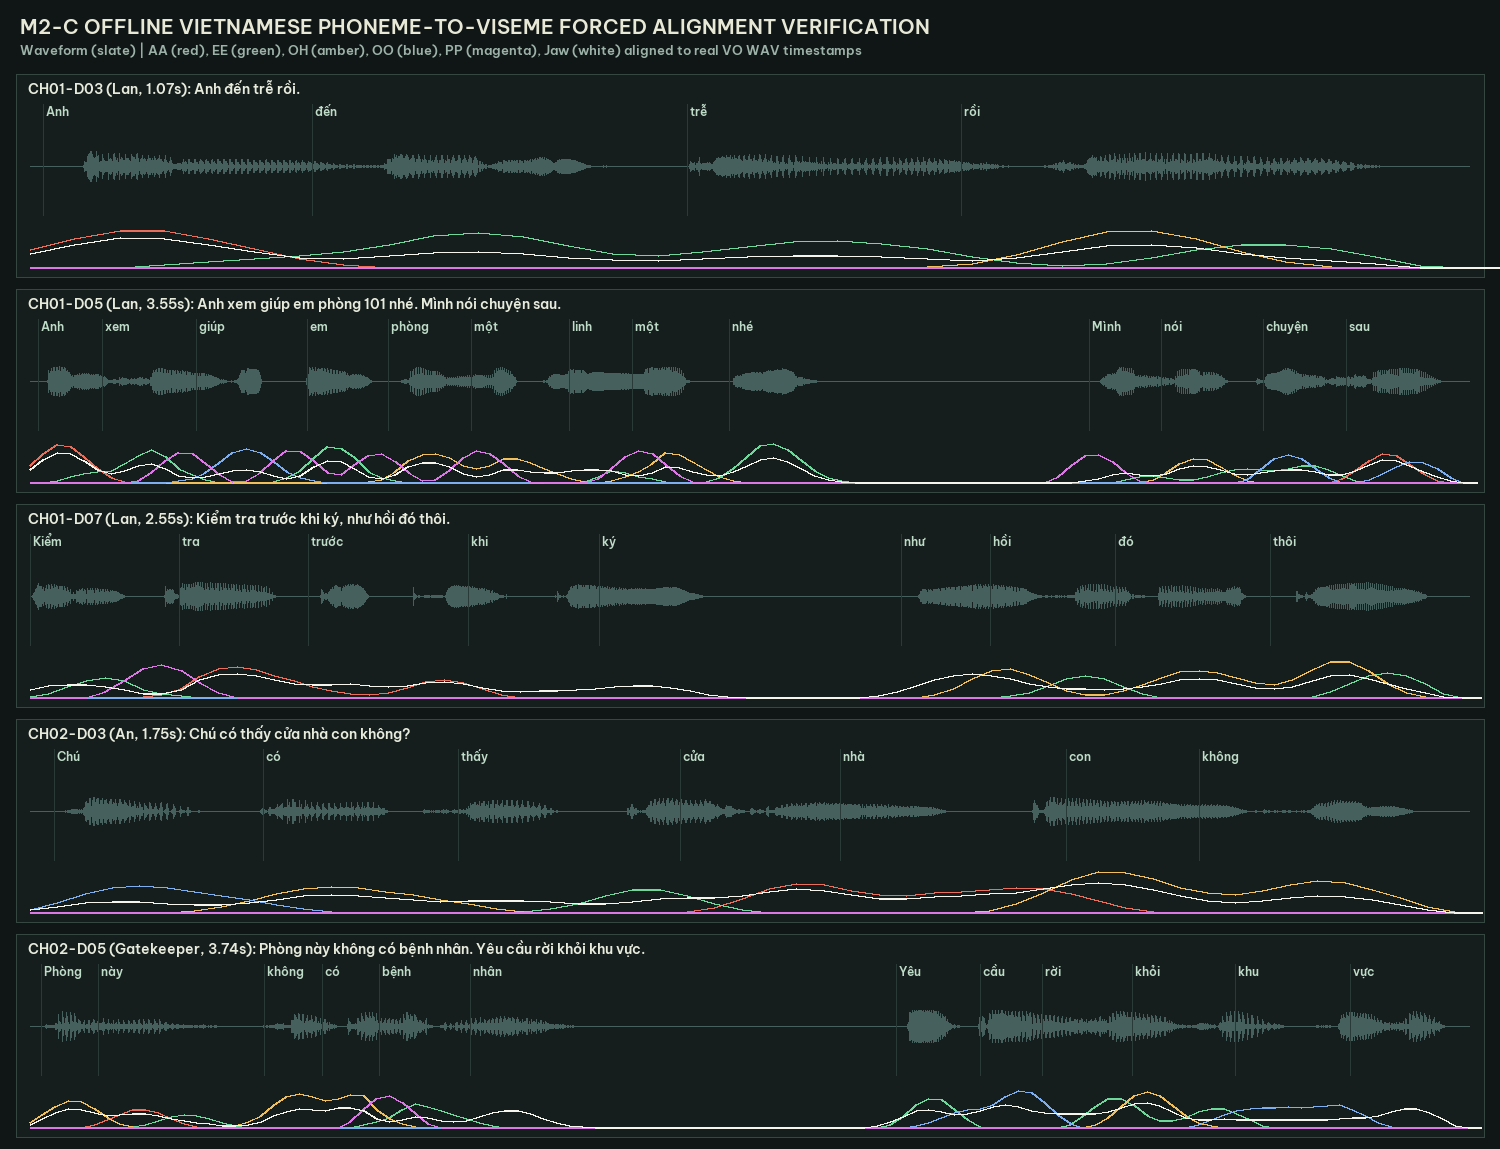 M2-C OFFLINE VIETNAMESE PHONEME-TO-VISEME FORCED ALIGNMENT VERIFICATION
Waveform (slate) | AA (red), EE (green), OH (amber), OO (blue), PP (magenta), Jaw (white) aligned to real VO WAV timestamps
CH01-D03 (Lan, 1.07s): Anh đến trễ rồi.
Anh đến trễ rồi
CH01-D05 (Lan, 3.55s): Anh xem giúp em phòng 101 nhé. Mình nói chuyện sau.
Anh xem giúp em phòng một linh một nhé Mình nói chuyện sau
CH01-D07 (Lan, 2.55s): Kiểm tra trước khi ký, như hồi đó thôi.
Kiểm tra trước khi ký như hồi đó thôi
CH02-D03 (An, 1.75s): Chú có thấy cửa nhà con không?
Chú có thấy cửa nhà con không
CH02-D05 (Gatekeeper, 3.74s): Phòng này không có bệnh nhân. Yêu cầu rời khỏi khu vực.
Phòng này không có bệnh nhân Yêu cầu rời khỏi khu vực